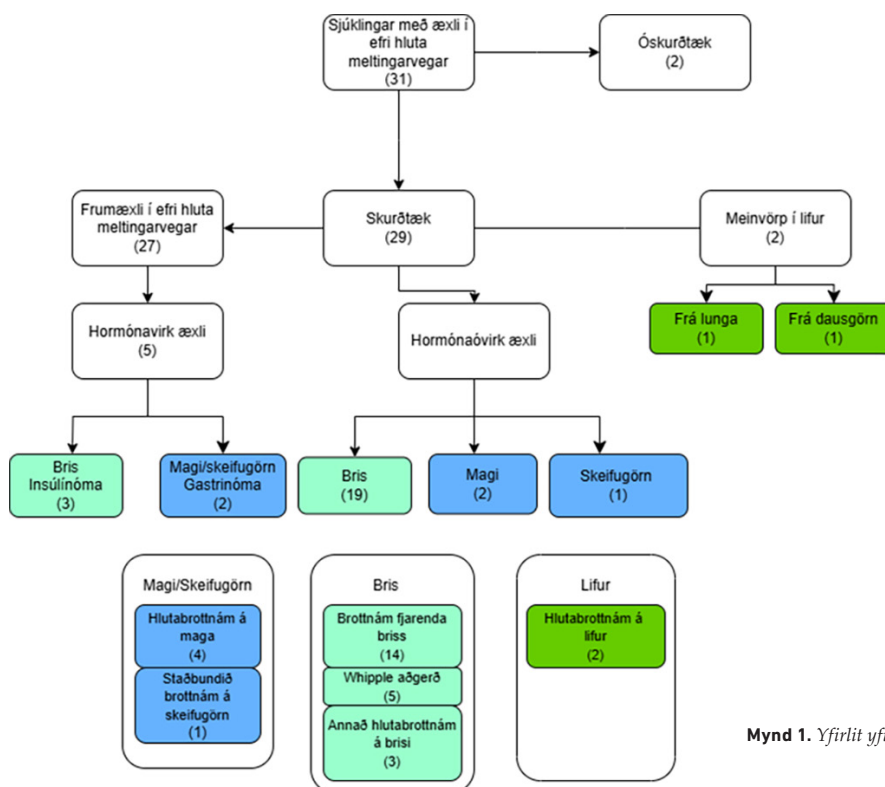 Sjúklingar með æxli í
efri hluta
meltingarvegar
(31)
Óskurðtæk
(2)
Frumæxli í efri hluta
meltingarvegar
(27)
Skurðtæk
(29)
Meinvörp í lifur
(2)
Hormónavirk æxli
(5)
Hormónaóvirk æxli
Frá lunga
(1)
Frá dausgörn
(1)
Bris
Insúlínóma
(3)
Magi/skeifugörn
Gastrinóma
(2)
Bris
(19)
Magi
(2)
Skeifugörn
(1)
Magi/Skeifugörn
Hlutabrottnám á
maga
(4)
Staðbundið
brottnám á
skeifugörn
(1)
Bris
Brottnám fjarenda
briss
(14)
Whipple aðgerð
(5)
Annað hlutabrottnám
á brisi
(3)
Lifur
Hlutabrottnám á
lifur
(2)
Mynd 1. Yfirlit